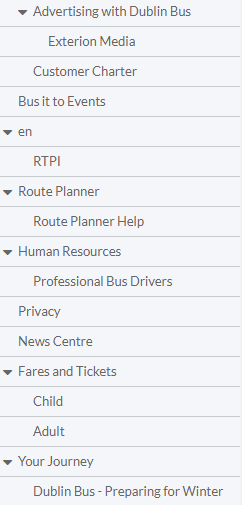 Advertising with Dublin Bus
Exterion Media
Customer Charter
Bus it to Events
en
RTPI
Route Planner
Route Planner Help
Human Resources
Professional Bus Drivers
Privacy
News Centre
Fares and Tickets
Child
Adult
Your Journey
Dublin Bus - Preparing for Winter